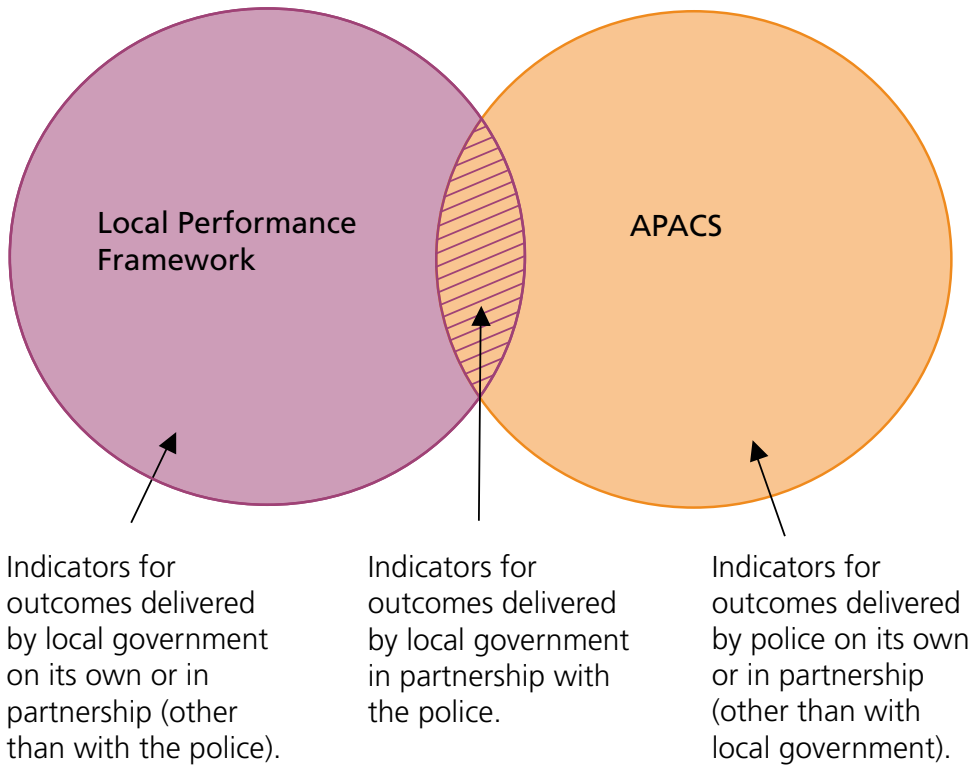 Local Performance
Framework
APACS
Indicators for
outcomes delivered
by local government
on its own or in
partnership (other
than with the police).
Indicators for
outcomes delivered
by local government
in partnership with
the police.
Indicators for
outcomes delivered
by police on its own
or in partnership
(other than with
local government).